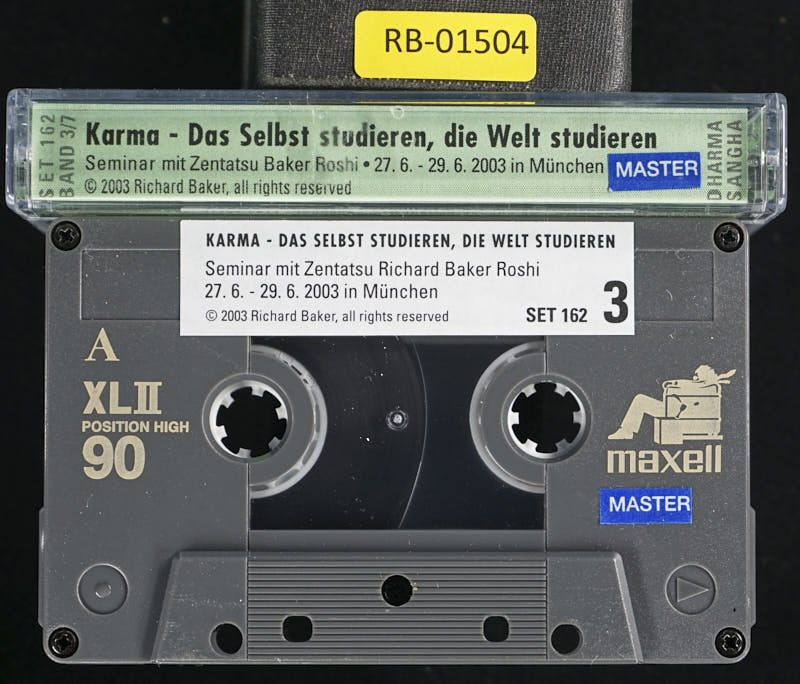 RB-01504
SET 162
BAND 3/7
Karma - Das Selbst studieren, die Welt studieren
Seminar mit Zentatsu Baker Roshi • 27. 6. - 29. 6. 2003 in München
© 2003 Richard Baker, all rights reserved
MASTER
DHARMA
SANGHA
KARMA - DAS SELBST STUDIEREN, DIE WELT STUDIEREN
Seminar mit Zentatsu Richard Baker Roshi
27. 6. - 29. 6. 2003 in München
© 2003 Richard Baker, all rights reserved
SET 162 3
A
XLII
POSITION HIGH
90
maxell
MASTER